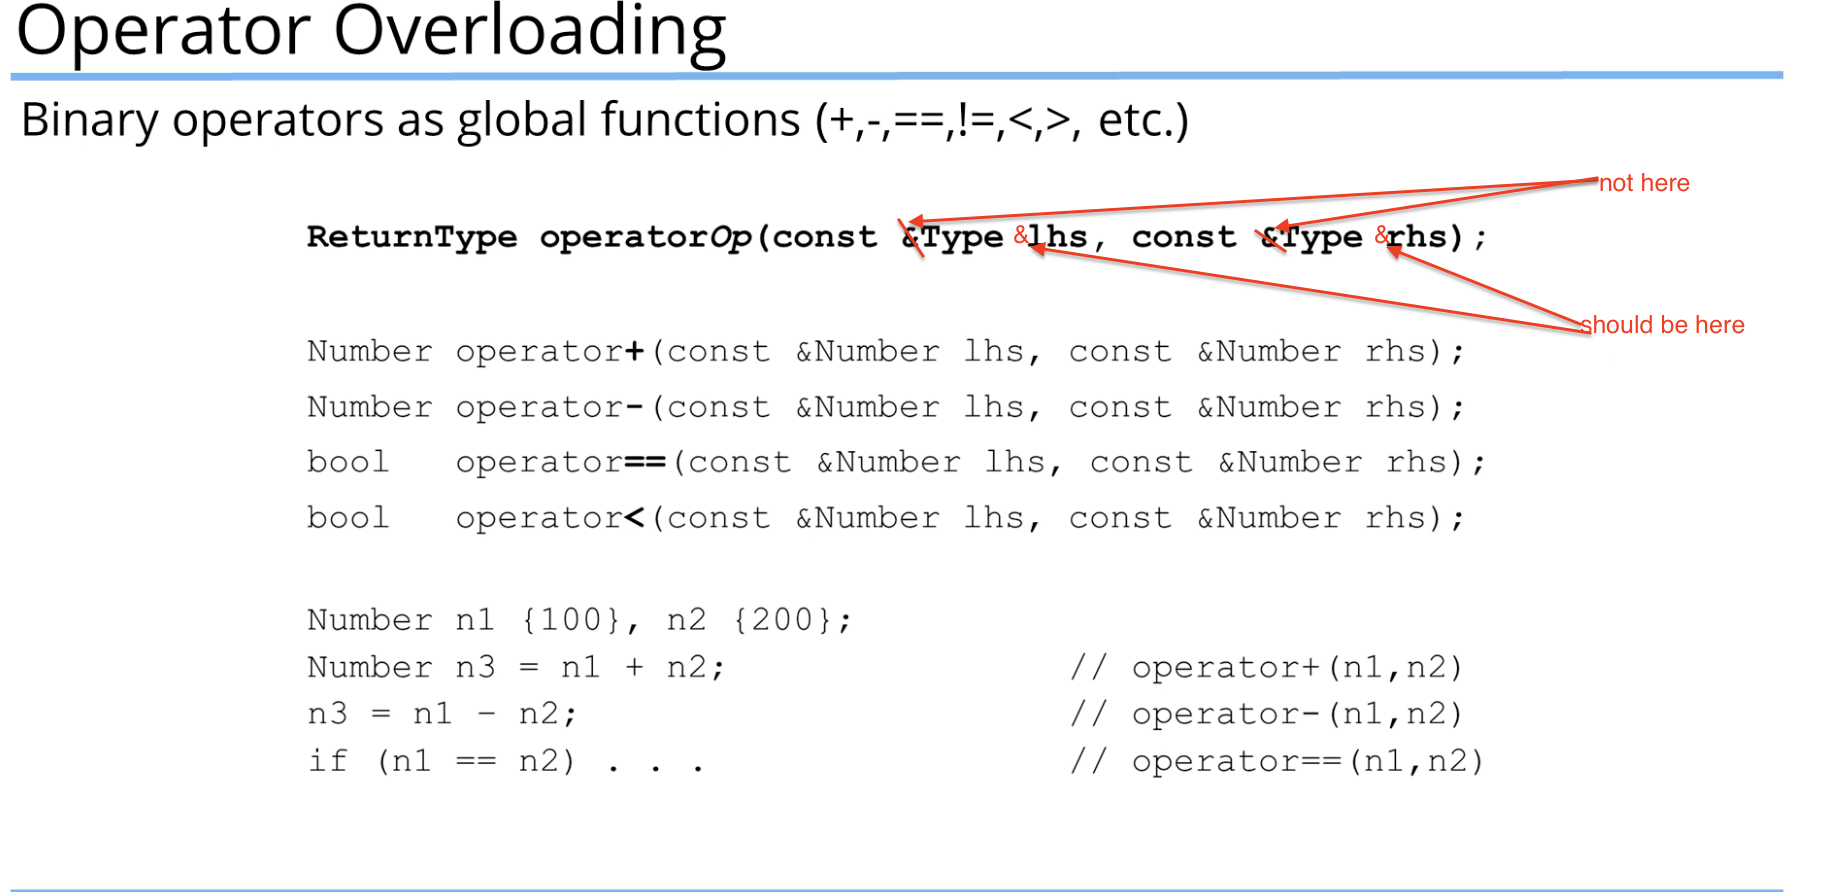 Operator Overloading
Binary operators as global functions (+,-,==,!=,<,>, etc.)
not here
ReturnType operatorOp(const &Type &lhs, const &Type &rhs);
should be here
Number operator+(const &Number lhs, const &Number rhs);
Number operator-(const &Number lhs, const &Number rhs);
bool operator==(const &Number lhs, const &Number rhs);
bool operator<(const &Number lhs, const &Number rhs);
Number n1 {100}, n2 {200};
Number n3 = n1 + n2; // operator+(n1,n2)
n3 = n1 – n2; // operator-(n1,n2)
if (n1 == n2) . . . // operator==(n1,n2)